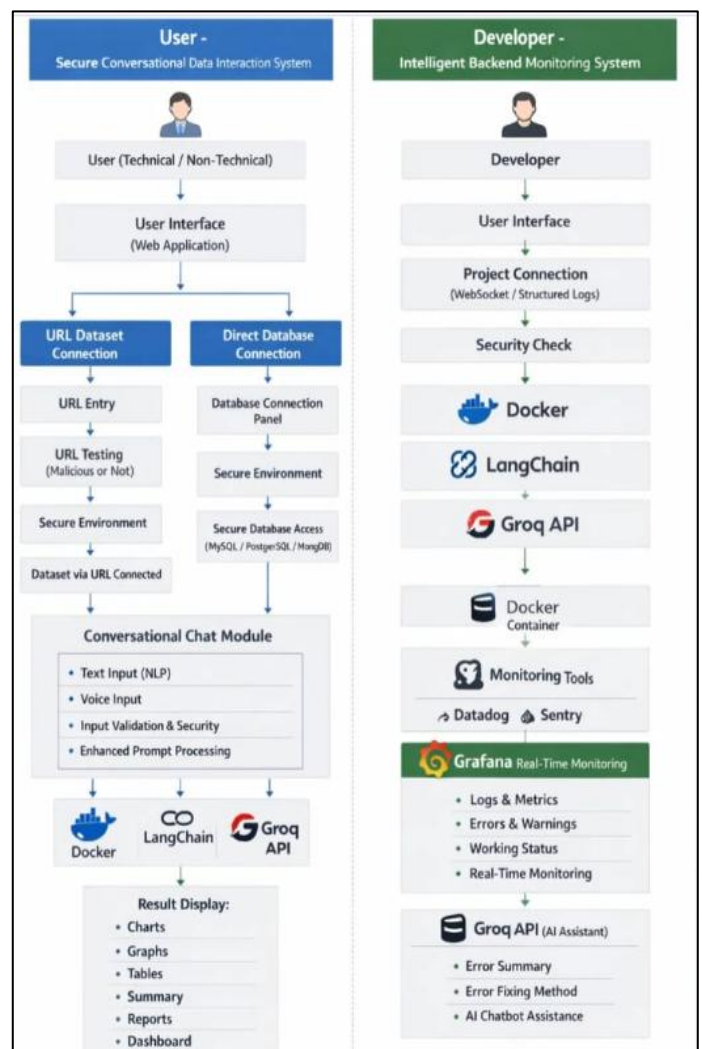 User -
Secure Conversational Data Interaction System
User (Technical / Non-Technical)
User Interface
(Web Application)
URL Dataset
Connection
URL Entry
URL Testing
(Malicious or Not)
Secure Environment
Dataset via URL Connected
Direct Database
Connection
Database Connection
Panel
Secure Environment
Secure Database Access
(MySQL / PostgerSQL / MongDB)
Conversational Chat Module
• Text Input (NLP)
• Voice Input
• Input Validation & Security
• Enhanced Prompt Processing
Docker
LangChain
Groq
API
Result Display:
• Charts
• Graphs
• Tables
• Summary
• Reports
• Dashboard
Developer -
Intelligent Backend Monitoring System
Developer
User Interface
Project Connection
(WebSocket / Structured Logs)
Security Check
Docker
LangChain
Groq API
Docker
Container
Monitoring Tools
Datadog Sentry
Grafana Real-Time Monitoring
• Logs & Metrics
• Errors & Warnings
• Working Status
• Real-Time Monitoring
Groq API (AI Assistant)
• Error Summary
• Error Fixing Method
• AI Chatbot Assistance